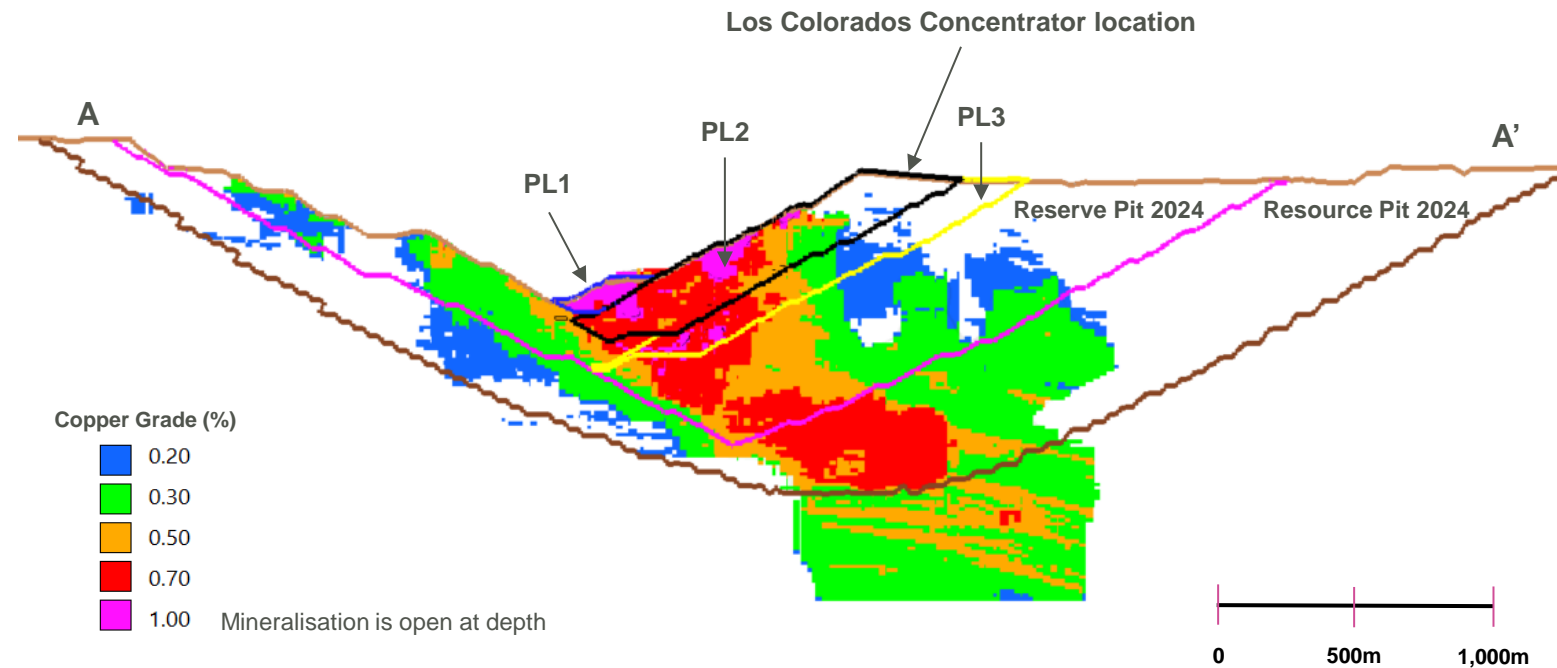 Los Colorados Concentrator location
A
PL1
PL2
PL3
A'
Reserve Pit 2024
Resource Pit 2024
Copper Grade (%)
0.20
0.30
0.50
0.70
1.00
Mineralisation is open at depth
0
500m
1,000m